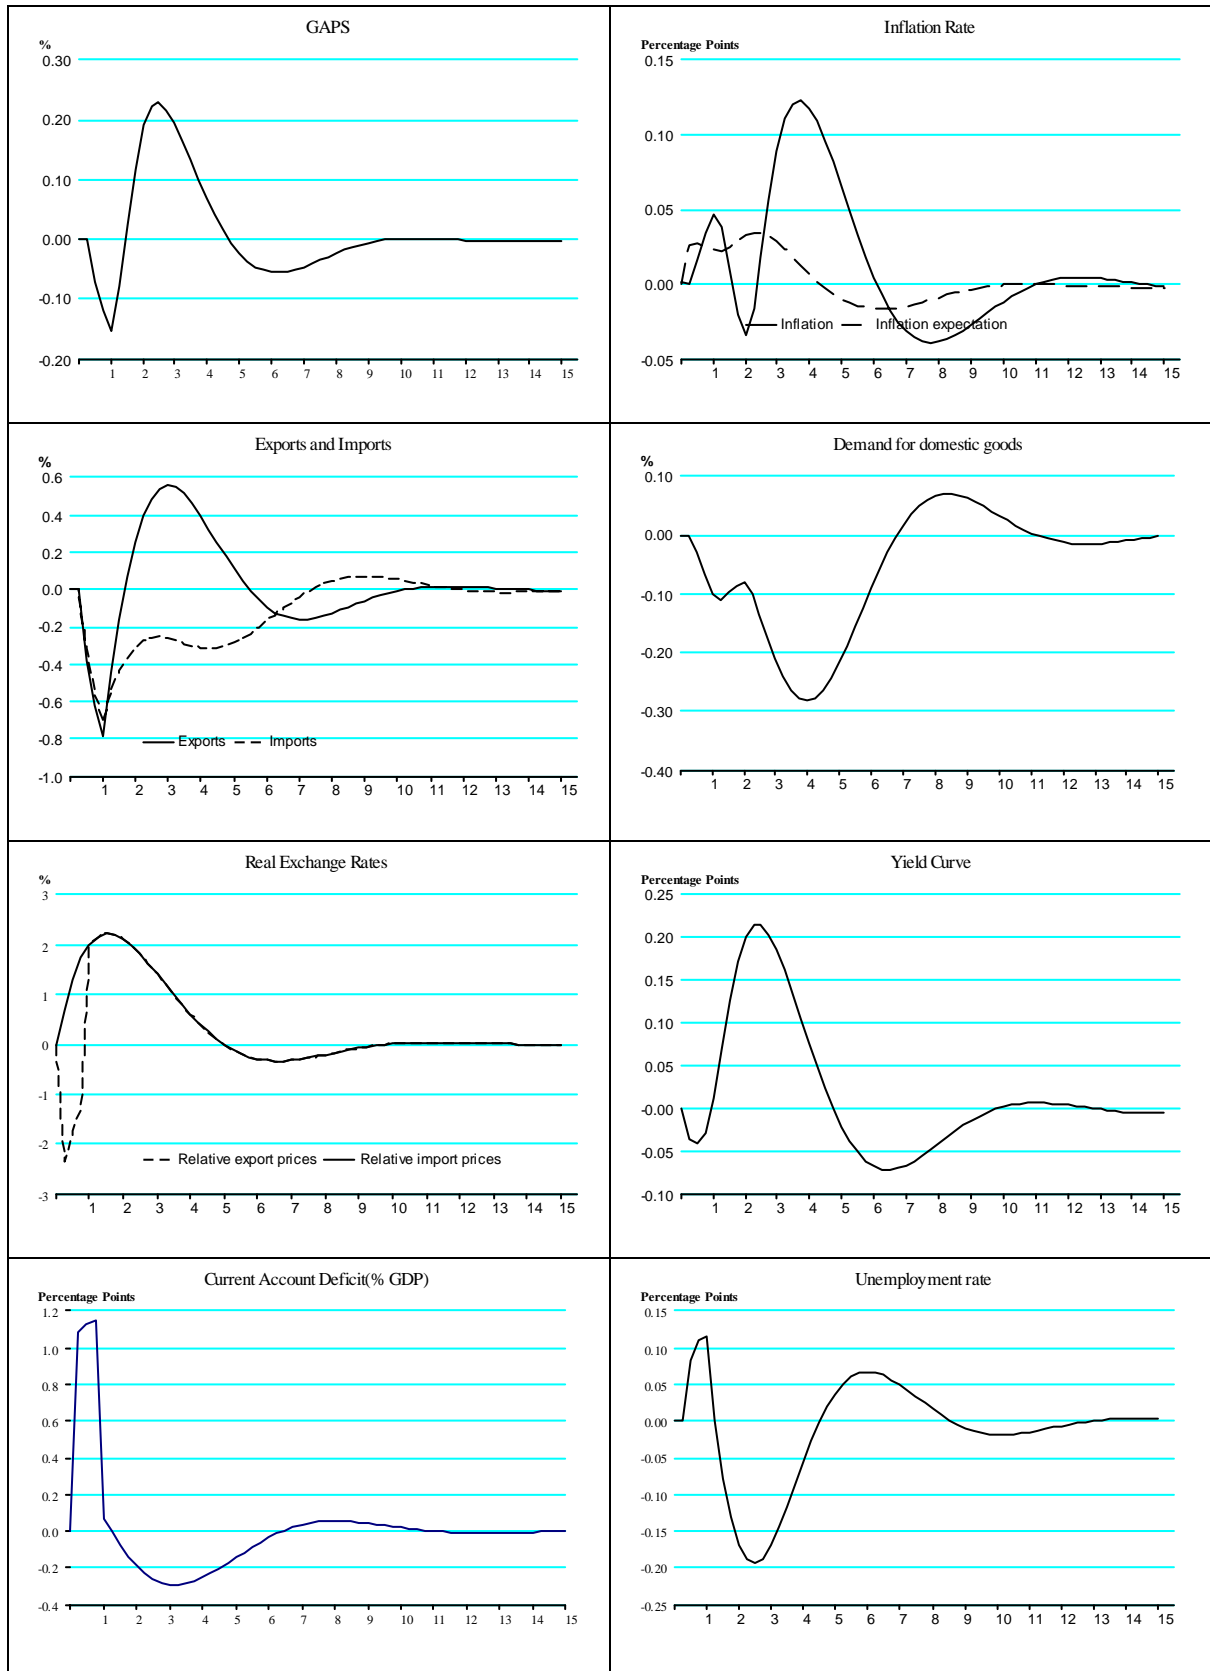 GAPS
%
0.30
0.20
0.10
0.00
-0.10
-0.20
1 2 3 4 5 6 7 8 9 10 11 12 13 14 15
Inflation Rate
Percentage Points
0.15
0.10
0.05
0.00
Inflation Inflation expectation
-0.05
1 2 3 4 5 6 7 8 9 10 11 12 13 14 15
Exports and Imports
%
0.6
0.4
0.2
0.0
-0.2
-0.4
-0.6
-0.8
Exports Imports
-1.0
1 2 3 4 5 6 7 8 9 10 11 12 13 14 15
Demand for domestic goods
%
0.10
0.00
-0.10
-0.20
-0.30
-0.40
1 2 3 4 5 6 7 8 9 10 11 12 13 14 15
Real Exchange Rates
%
3
2
1
0
-1
-2
Relative export prices Relative import prices
-3
1 2 3 4 5 6 7 8 9 10 11 12 13 14 15
Yield Curve
Percentage Points
0.25
0.20
0.15
0.10
0.05
-0.00
-0.05
-0.10
1 2 3 4 5 6 7 8 9 10 11 12 13 14 15
Current Account Deficit(% GDP)
Percentage Points
1.2
1.0
0.8
0.6
0.4
0.2
0.0
-0.2
-0.4
1 2 3 4 5 6 7 8 9 10 11 12 13 14 15
Unemployment rate
Percentage Points
0.15
0.10
0.05
0.00
-0.05
-0.10
-0.15
-0.20
-0.25
1 2 3 4 5 6 7 8 9 10 11 12 13 14 15